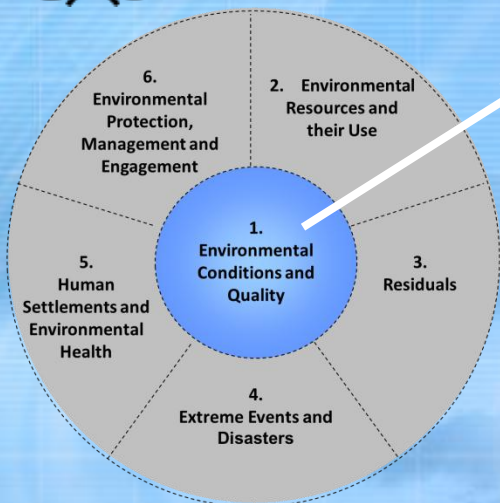 1.
Environmental
Conditions and
Quality
2. Environmental
Resources and
their Use
3.
Residuals
4.
Extreme Events and
Disasters
5.
Human
Settlements and
Environmental
Health
6.
Environmental
Protection,
Management and
Engagement